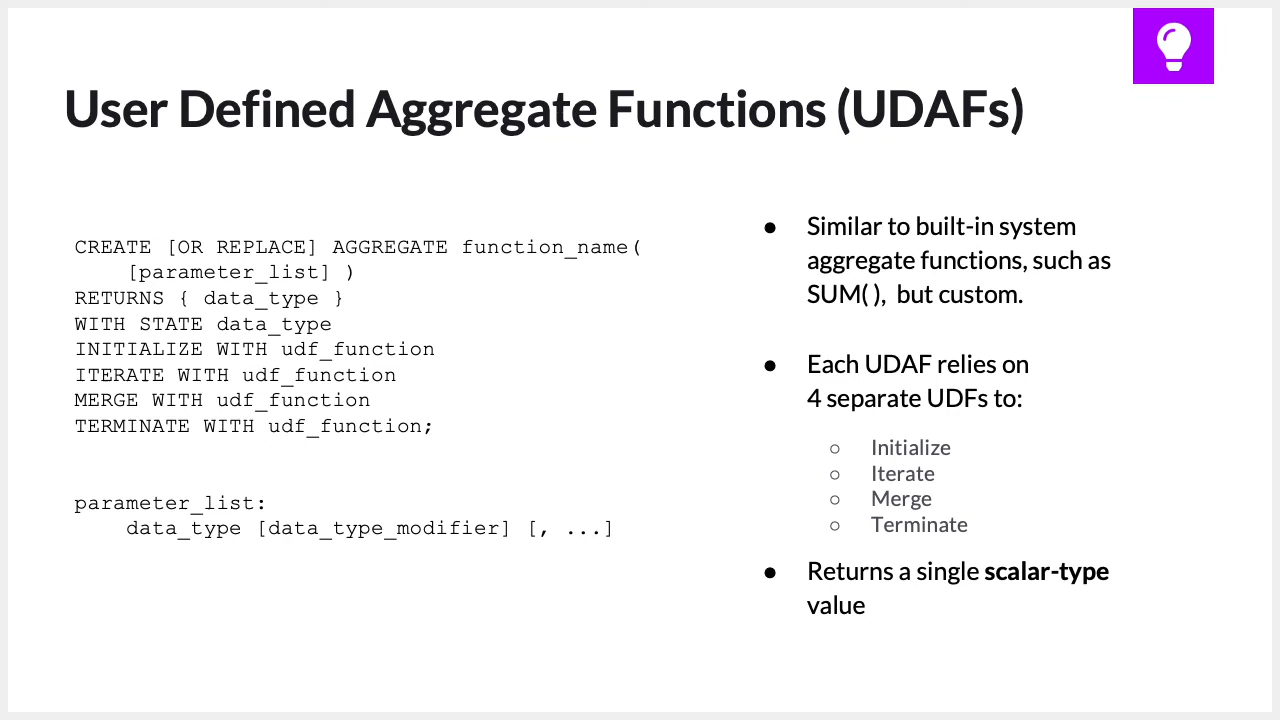 User Defined Aggregate Functions (UDAFs)
CREATE [OR REPLACE] AGGREGATE function_name(
    [parameter_list] )
RETURNS { data_type }
WITH STATE data_type
INITIALIZE WITH udf_function
ITERATE WITH udf_function
MERGE WITH udf_function
TERMINATE WITH udf_function;
parameter_list:
    data_type [data_type_modifier] [, ...]
● Similar to built-in system
aggregate functions, such as
SUM( ), but custom.
● Each UDAF relies on
4 separate UDFs to:
○ Initialize
○ Iterate
○ Merge
○ Terminate
● Returns a single scalar-type
value